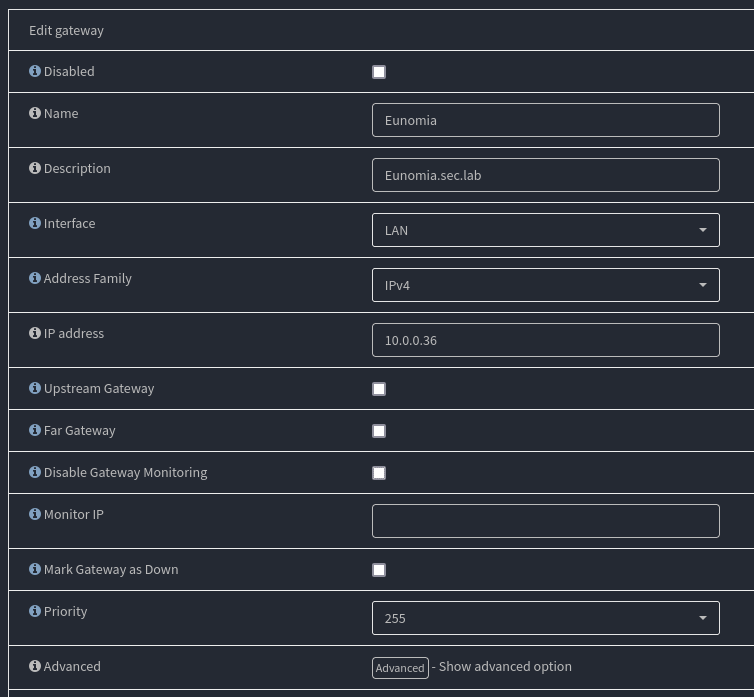 Edit gateway
Disabled
Name Eunomia
Description Eunomia.sec.lab
Interface LAN
Address Family IPv4
IP address 10.0.0.36
Upstream Gateway
Far Gateway
Disable Gateway Monitoring
Monitor IP
Mark Gateway as Down
Priority 255
Advanced Advanced - Show advanced option